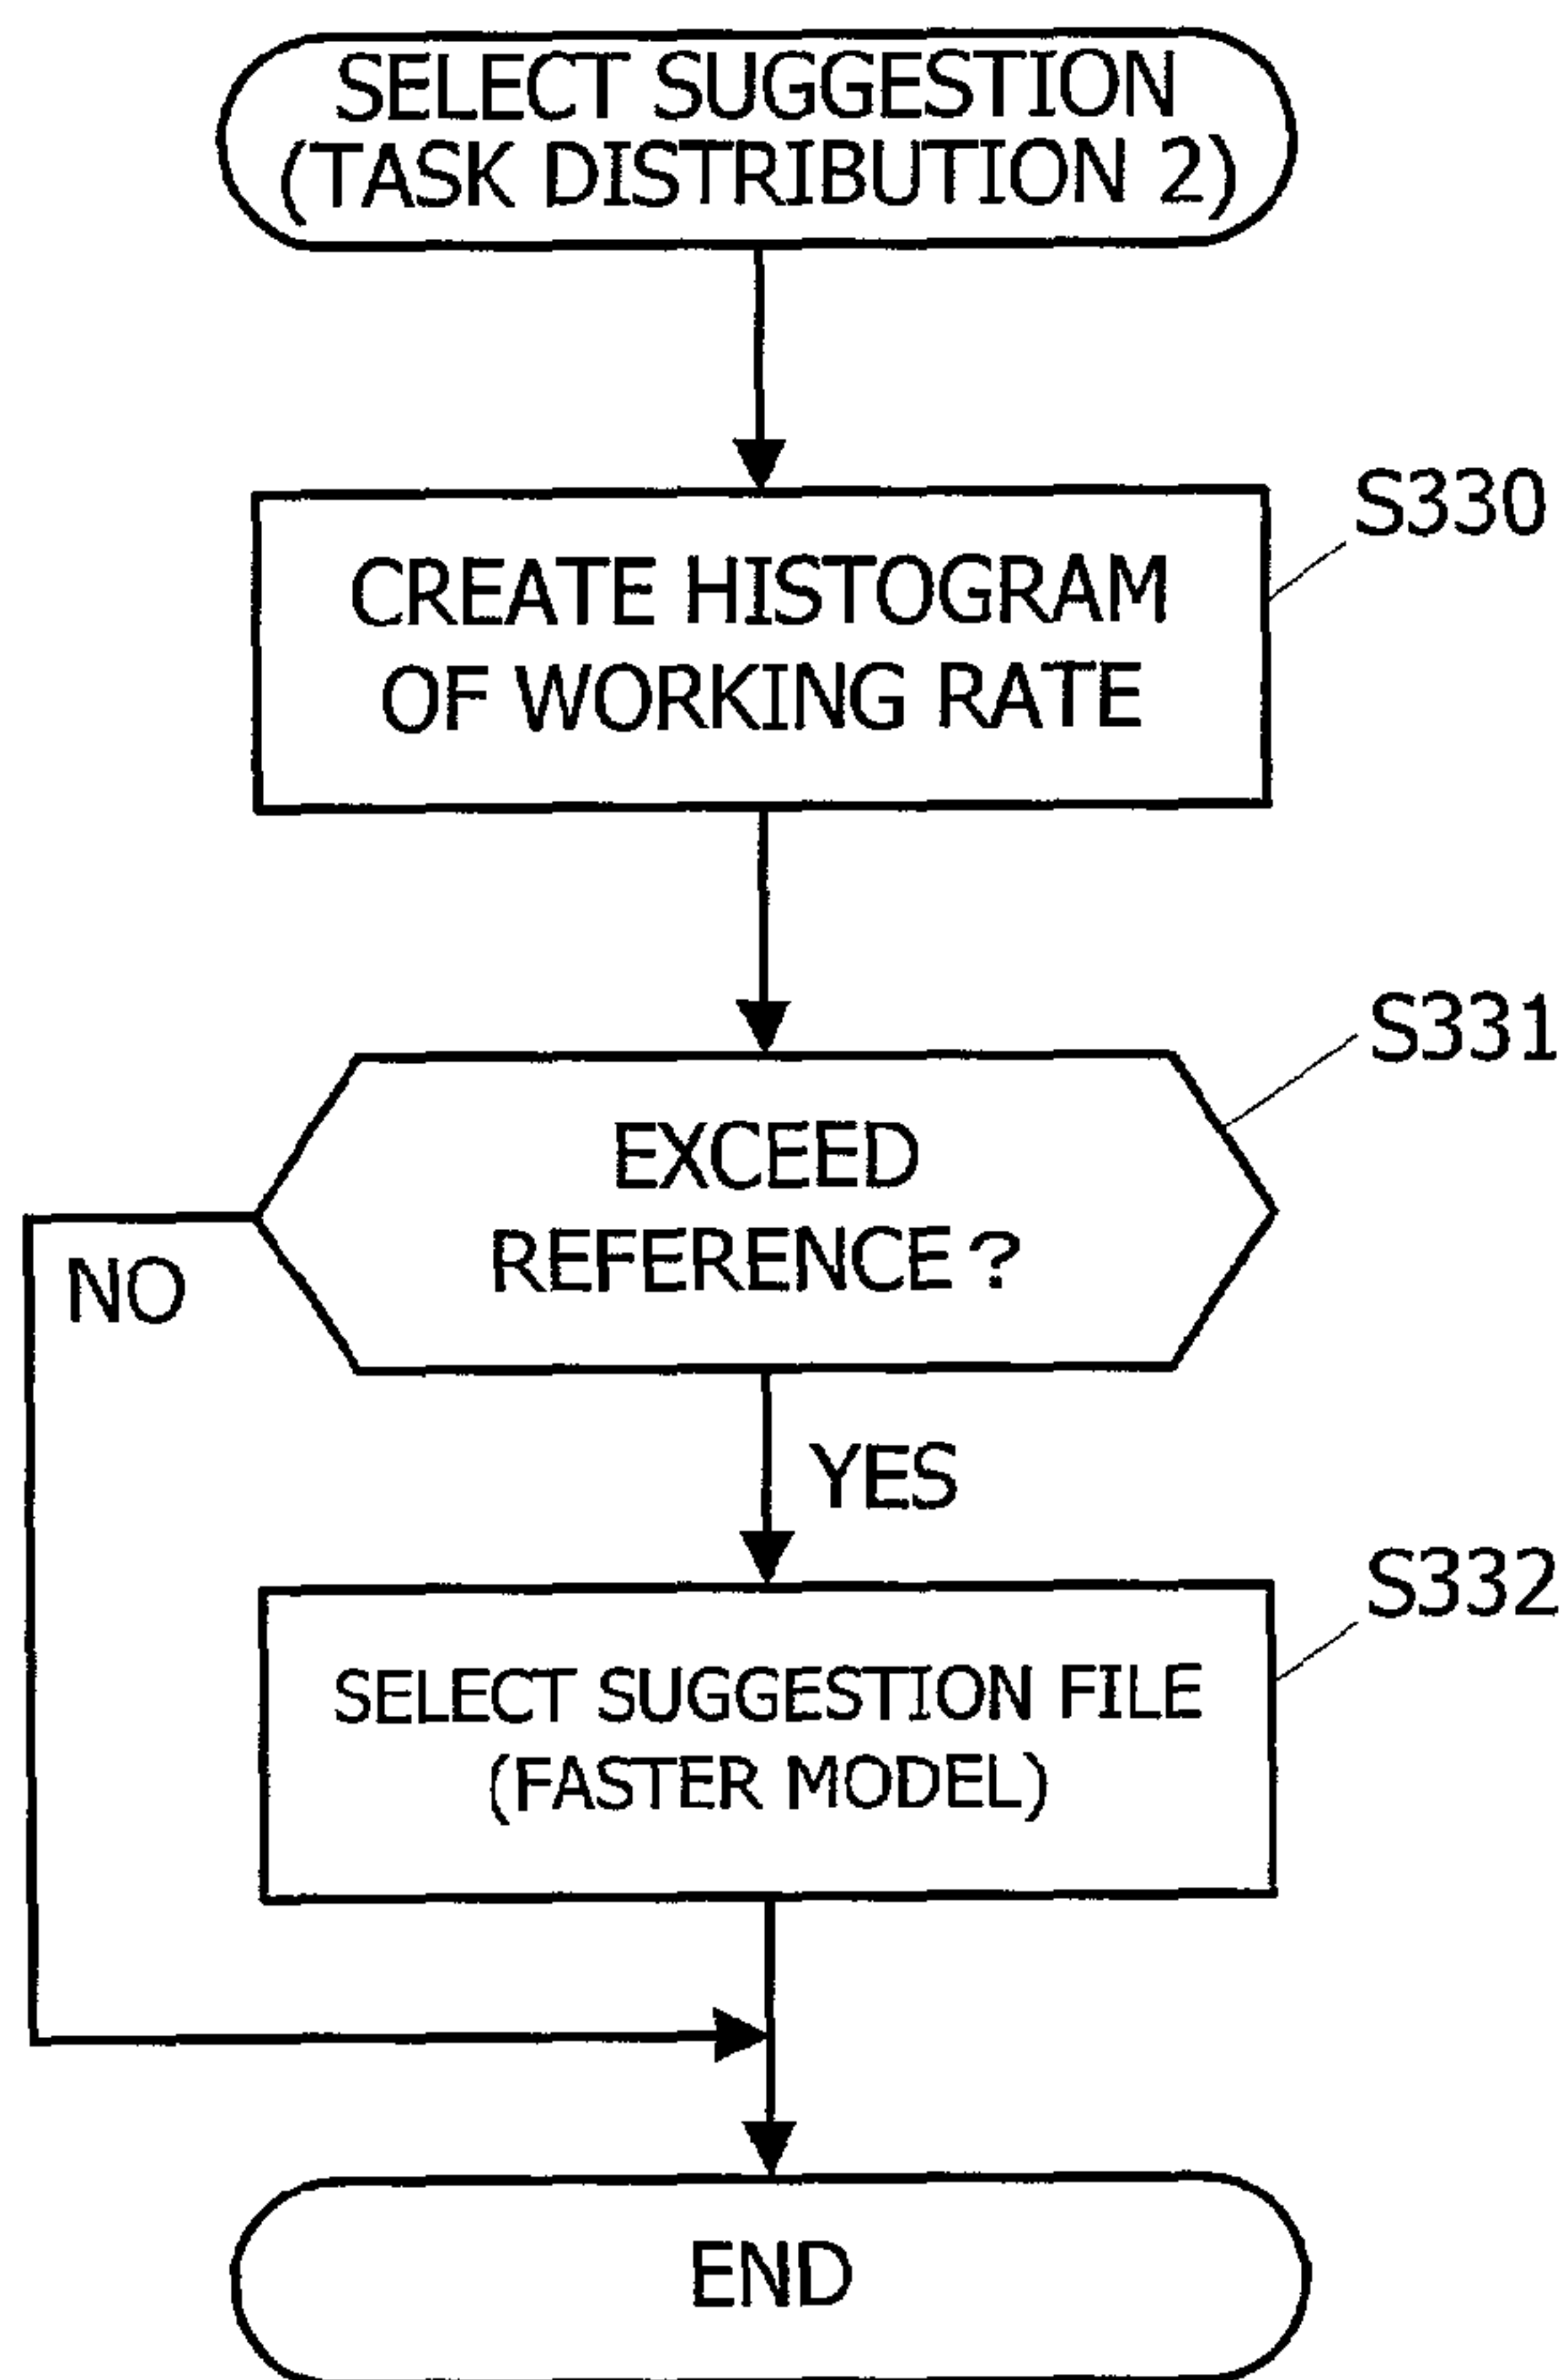 SELECT SUGGESTION
(TASK DISTRIBUTION 2)
S330
CREATE HISTOGRAM
OF WORKING RATE
S331
EXCEED
REFERENCE?
NO
YES
S332
SELECT SUGGESTION FILE
(FASTER MODEL)
END